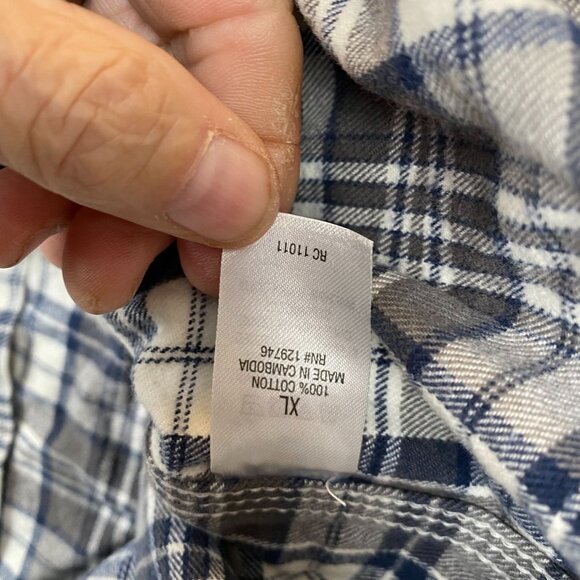 XL
100% COTTON
MADE IN CAMBODIA
RN# 129746
RC 11011